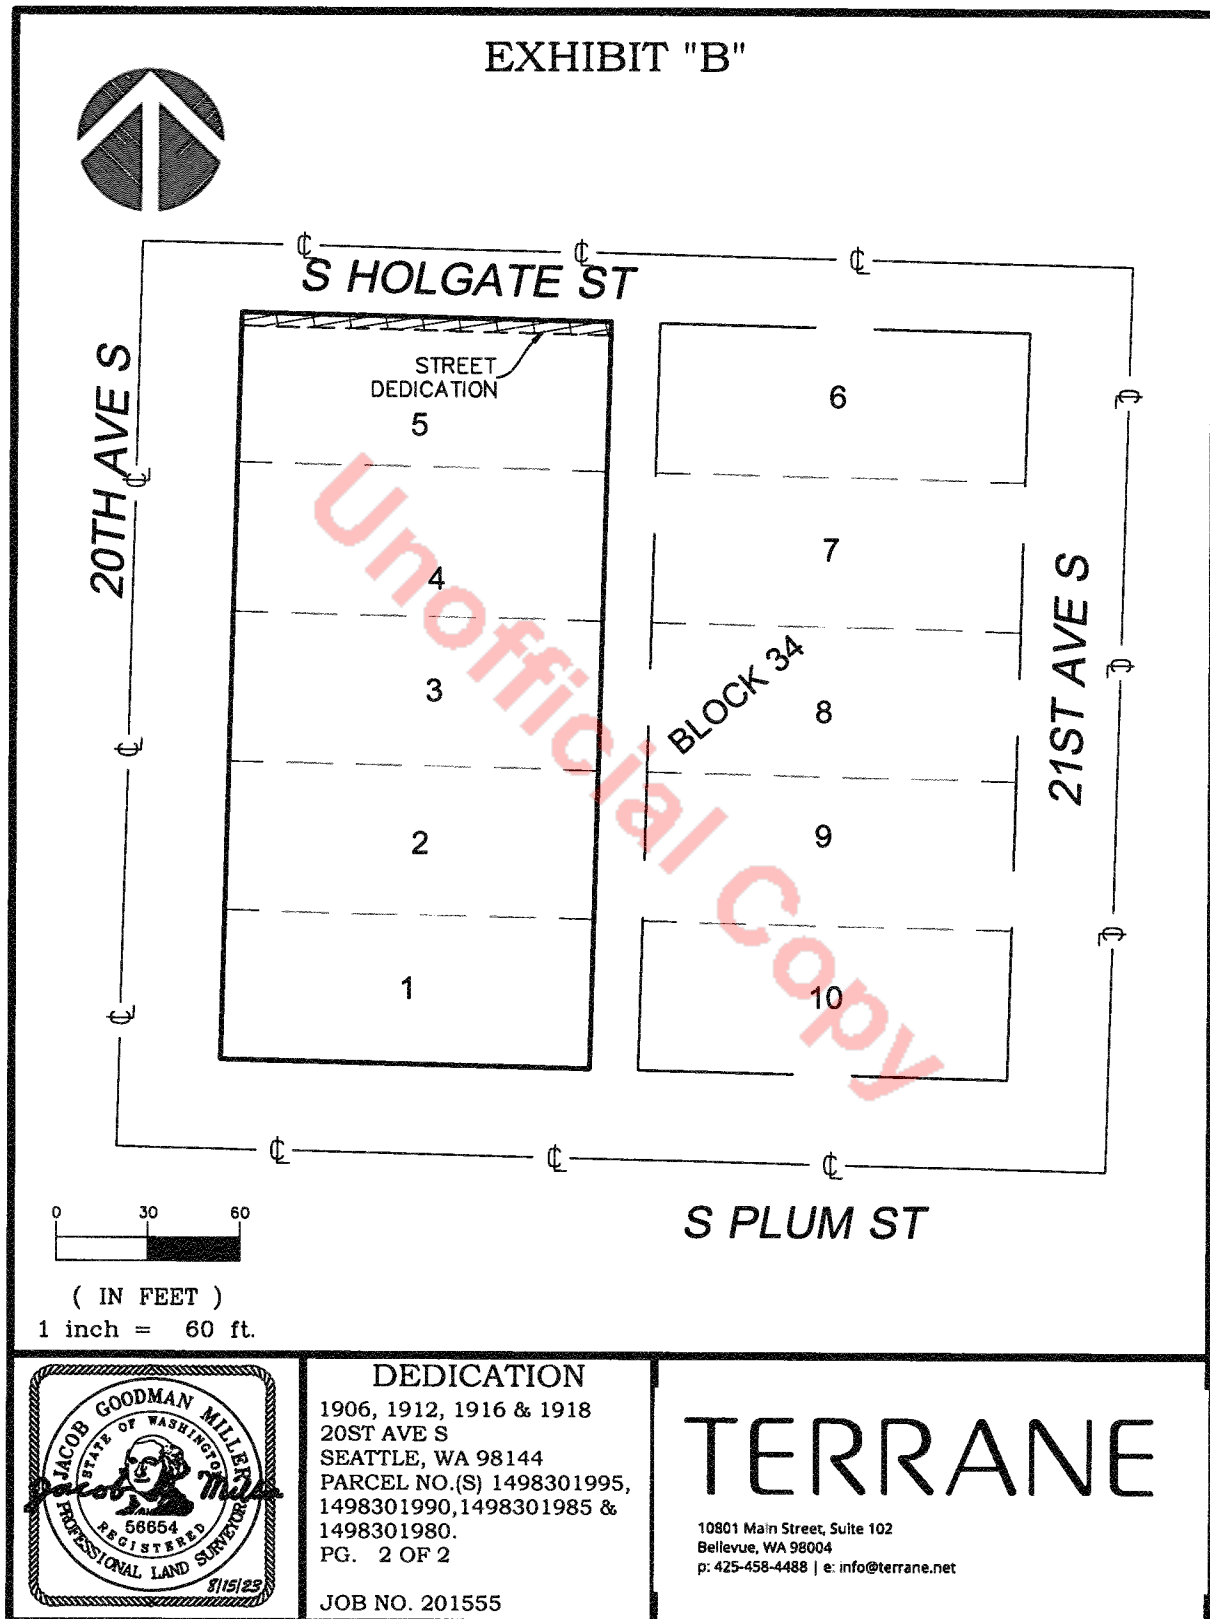 EXHIBIT "B"
S HOLGATE ST
20TH AVE S
STREET
DEDICATION
5
4
3
2
1
6
7
8
9
10
BLOCK 34
21ST AVE S
S PLUM ST
Unofficial Copy
0 30 60
( IN FEET )
1 inch = 60 ft.
JACOB GOODMAN MILLER
STATE OF WASHINGTON
Jacob G Miller
56654
REGISTERED
PROFESSIONAL LAND SURVEYOR
8/15/23
DEDICATION
1906, 1912, 1916 & 1918
20ST AVE S
SEATTLE, WA 98144
PARCEL NO.(S) 1498301995,
1498301990,1498301985 &
1498301980.
PG. 2 OF 2
JOB NO. 201555
TERRANE
10801 Main Street, Suite 102
Bellevue, WA 98004
p: 425-458-4488 | e: info@terrane.net